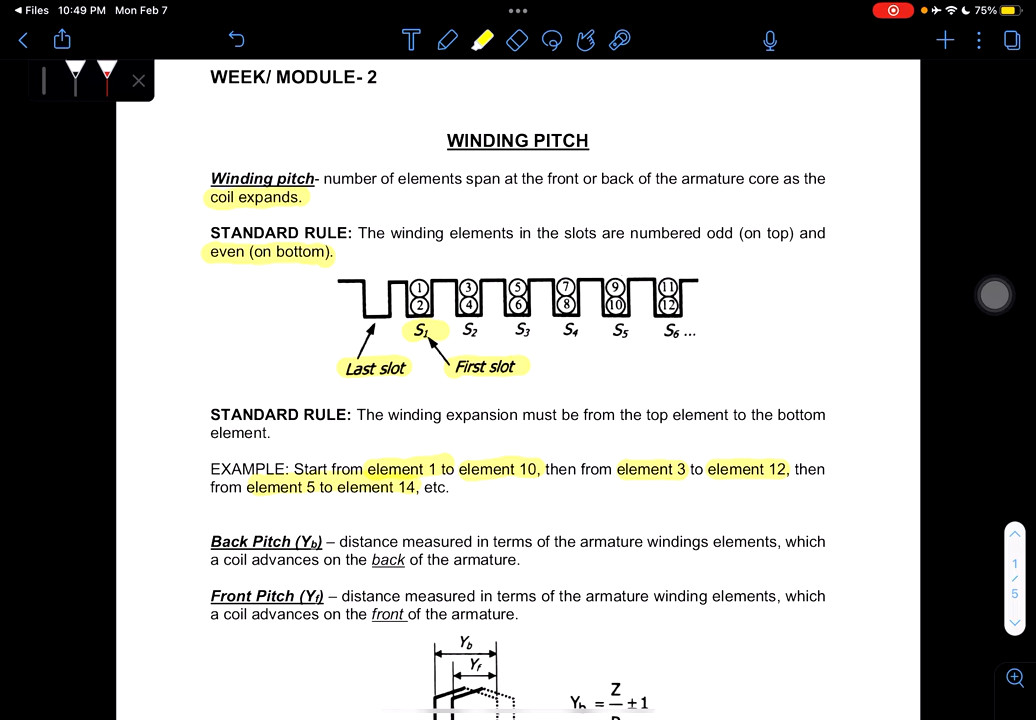 Files 10:49 PM Mon Feb 7 75%
WEEK/ MODULE- 2
WINDING PITCH
Winding pitch- number of elements span at the front or back of the armature core as the
coil expands.
STANDARD RULE: The winding elements in the slots are numbered odd (on top) and
even (on bottom).
1 3 5 7 9 11
2 4 6 8 10 12
S1 S2 S3 S4 S5 S6 ...
Last slot First slot
STANDARD RULE: The winding expansion must be from the top element to the bottom
element.
EXAMPLE: Start from element 1 to element 10, then from element 3 to element 12, then
from element 5 to element 14, etc.
Back Pitch (Yb) – distance measured in terms of the armature windings elements, which
a coil advances on the back of the armature.
1
/
5
Front Pitch (Yf) – distance measured in terms of the armature winding elements, which
a coil advances on the front of the armature.
Yb
Yf
Yb = Z ±1